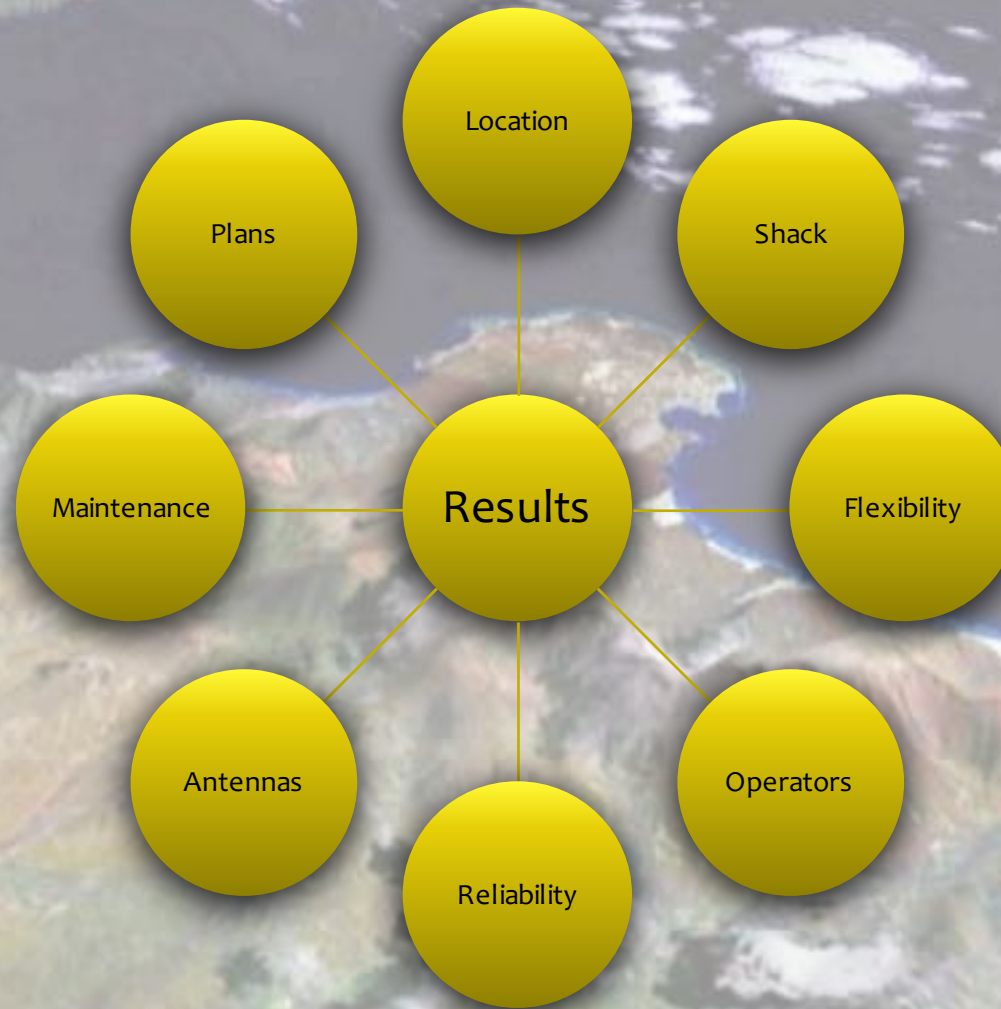 Location
Plans
Shack
Maintenance
Results
Flexibility
Antennas
Operators
Reliability